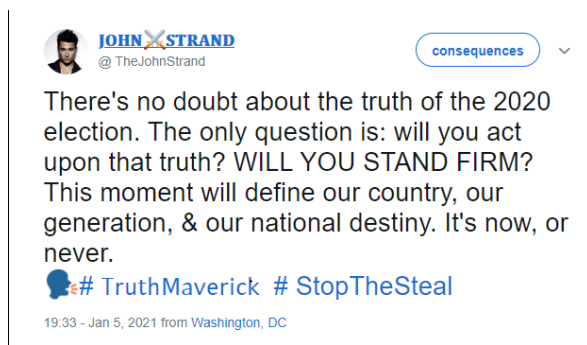 JOHN⚔️STRAND
@ TheJohnStrand
consequences
There's no doubt about the truth of the 2020
election. The only question is: will you act
upon that truth? WILL YOU STAND FIRM?
This moment will define our country, our
generation, & our national destiny. It's now, or
never.
🗣️# TruthMaverick # StopTheSteal
19:33 - Jan 5, 2021 from Washington, DC